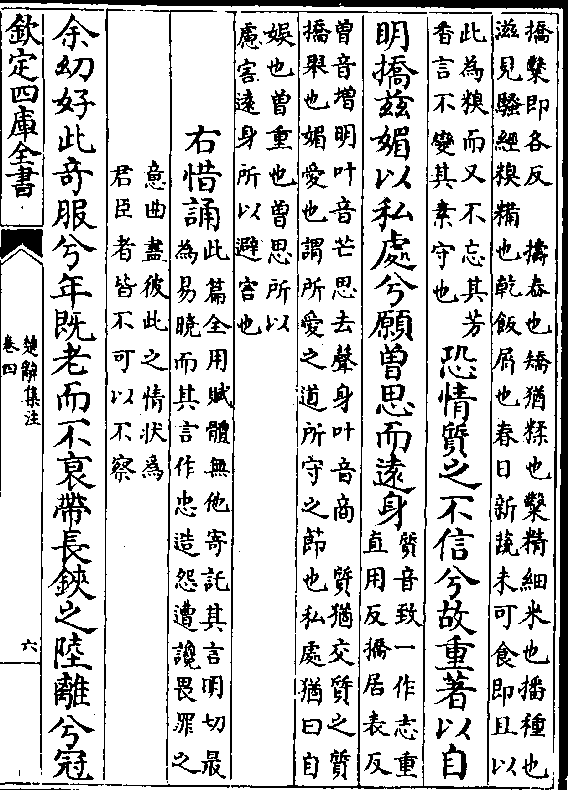 撟糳即各反　擣舂也矯猶糅也糳精細米也播種也
滋見騷經糗糒也乾飯屑也春日新蔬未可食即且以
此為糗而又不忘其芳
香言不變其素守也
恐情質之不信兮故重著以自
明撟茲媚以私處兮願曾思而遠身
質音致一作志重
直用反撟居表反
曾音增明叶音芒思去聲身叶音商　質猶交質之質
撟舉也媚愛也謂所愛之道所守之節也私處猶曰自
娛也曾重也曾思所以
慮害遠身所以避害也
右惜誦
此篇全用賦體無他寄託其言明切最
為易曉而其言作忠造怨遭讒畏罪之
意曲盡彼此之情狀為
君臣者皆不可以不察
余幼好此奇服兮年既老而不衰帶長鋏之陸離兮冠
欽定四庫全書
楚辭集注
卷四
六